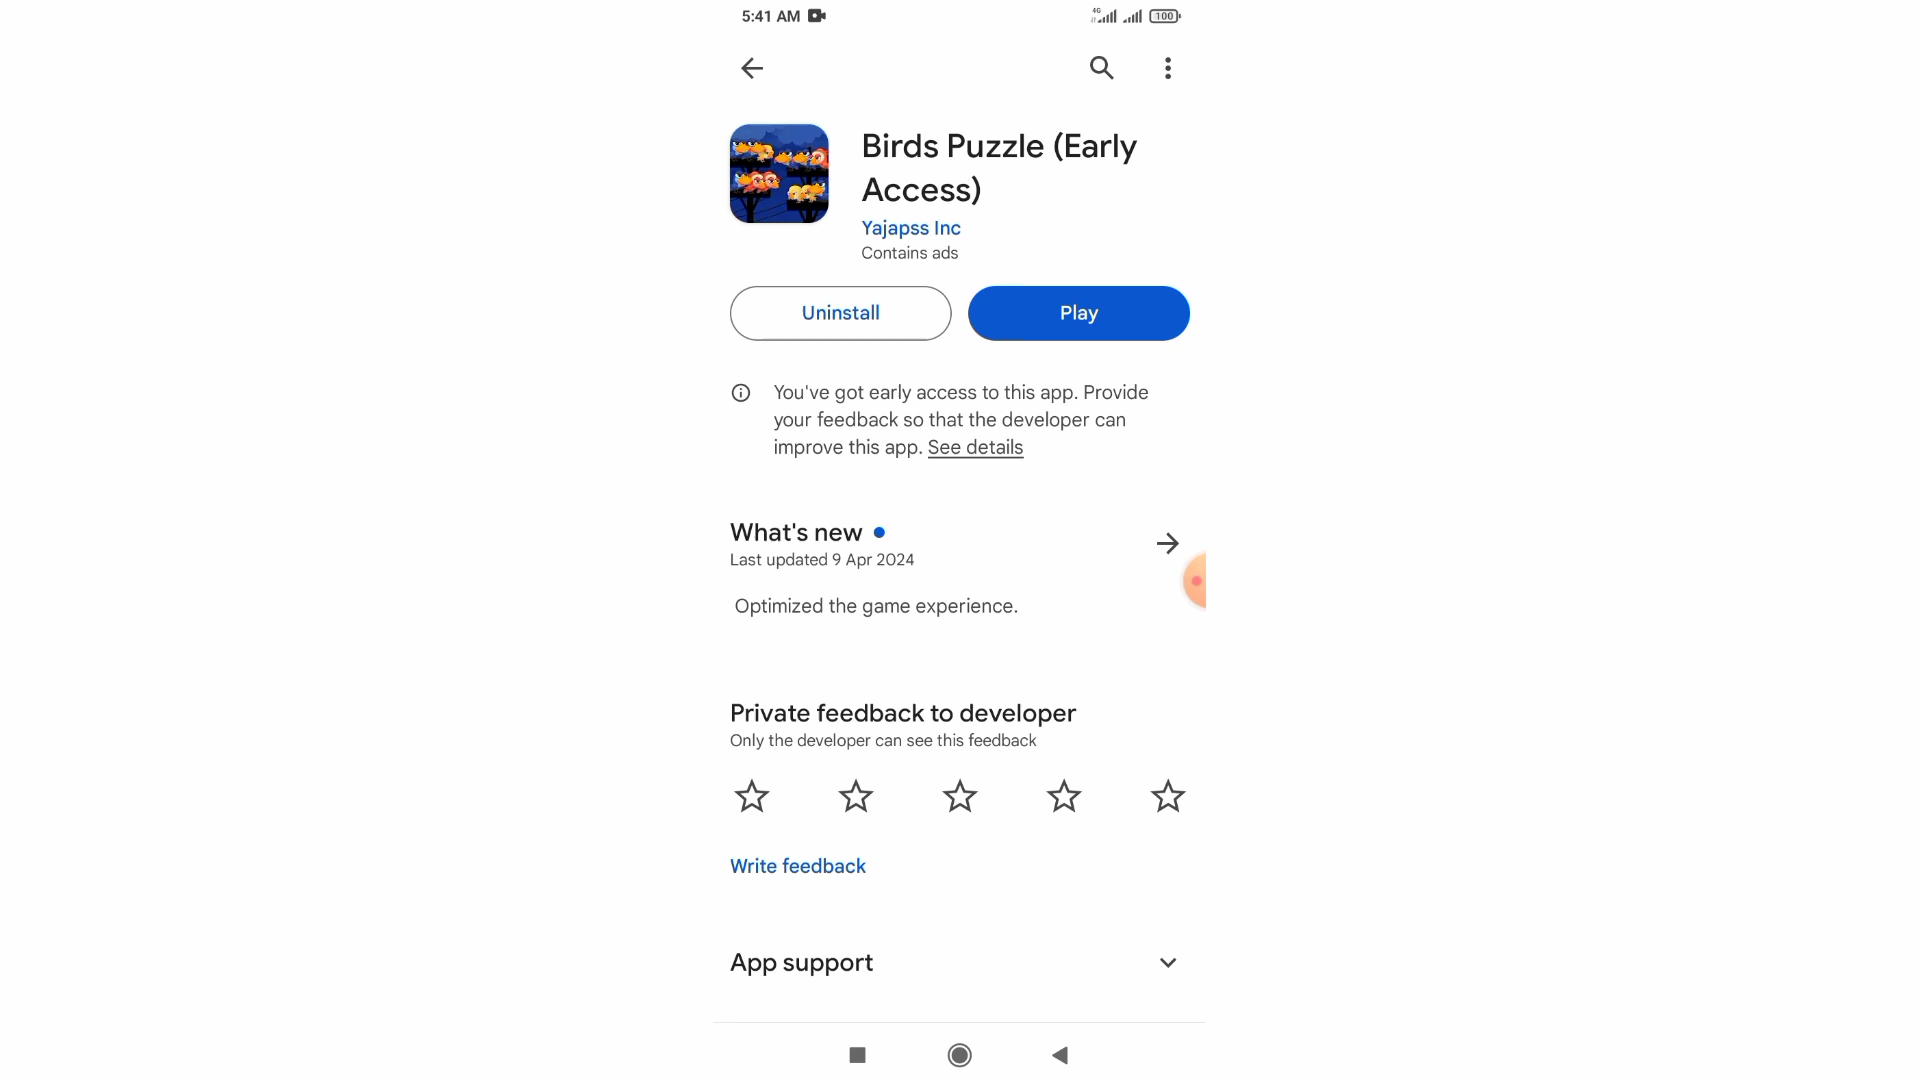 5:41 AM
4G
100
Birds Puzzle (Early
Access)
Yajapss Inc
Contains ads
Uninstall
Play
You've got early access to this app. Provide
your feedback so that the developer can
improve this app. See details
What's new
Last updated 9 Apr 2024
Optimized the game experience.
Private feedback to developer
Only the developer can see this feedback
Write feedback
App support